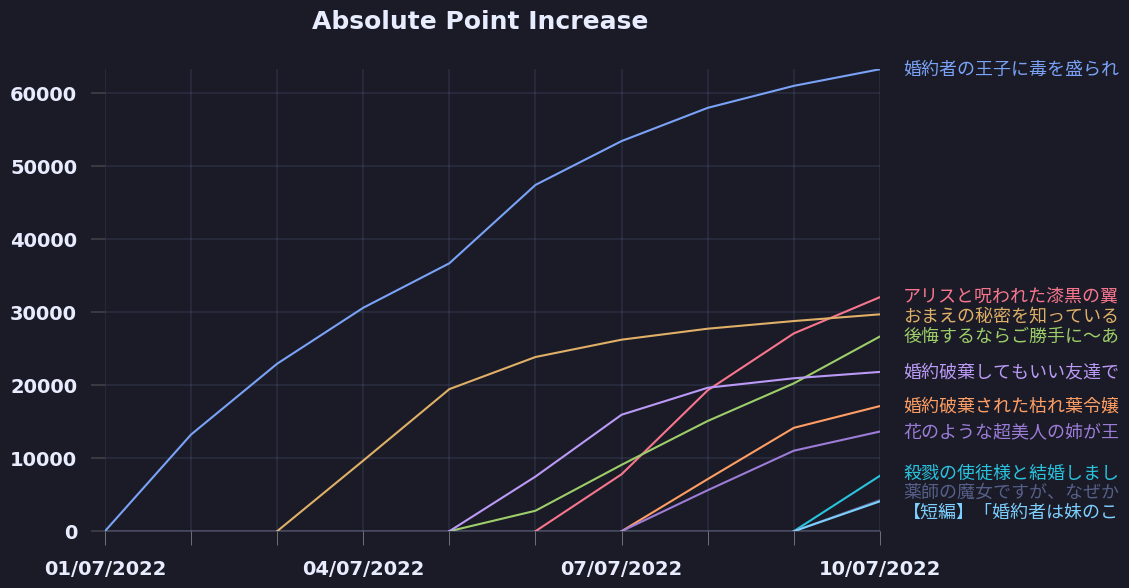 Absolute Point Increase
60000
50000
40000
30000
20000
10000
0
01/07/2022
04/07/2022
07/07/2022
10/07/2022
婚約者の王子に毒を盛られ
アリスと呪われた漆黒の翼
おまえの秘密を知っている
後悔するならご勝手に〜あ
婚約破棄してもいい友達で
婚約破棄された枯れ葉令嬢
花のような超美人の姉が王
殺戮の使徒様と結婚しまし
薬師の魔女ですが、なぜか
【短編】「婚約者は妹のこ